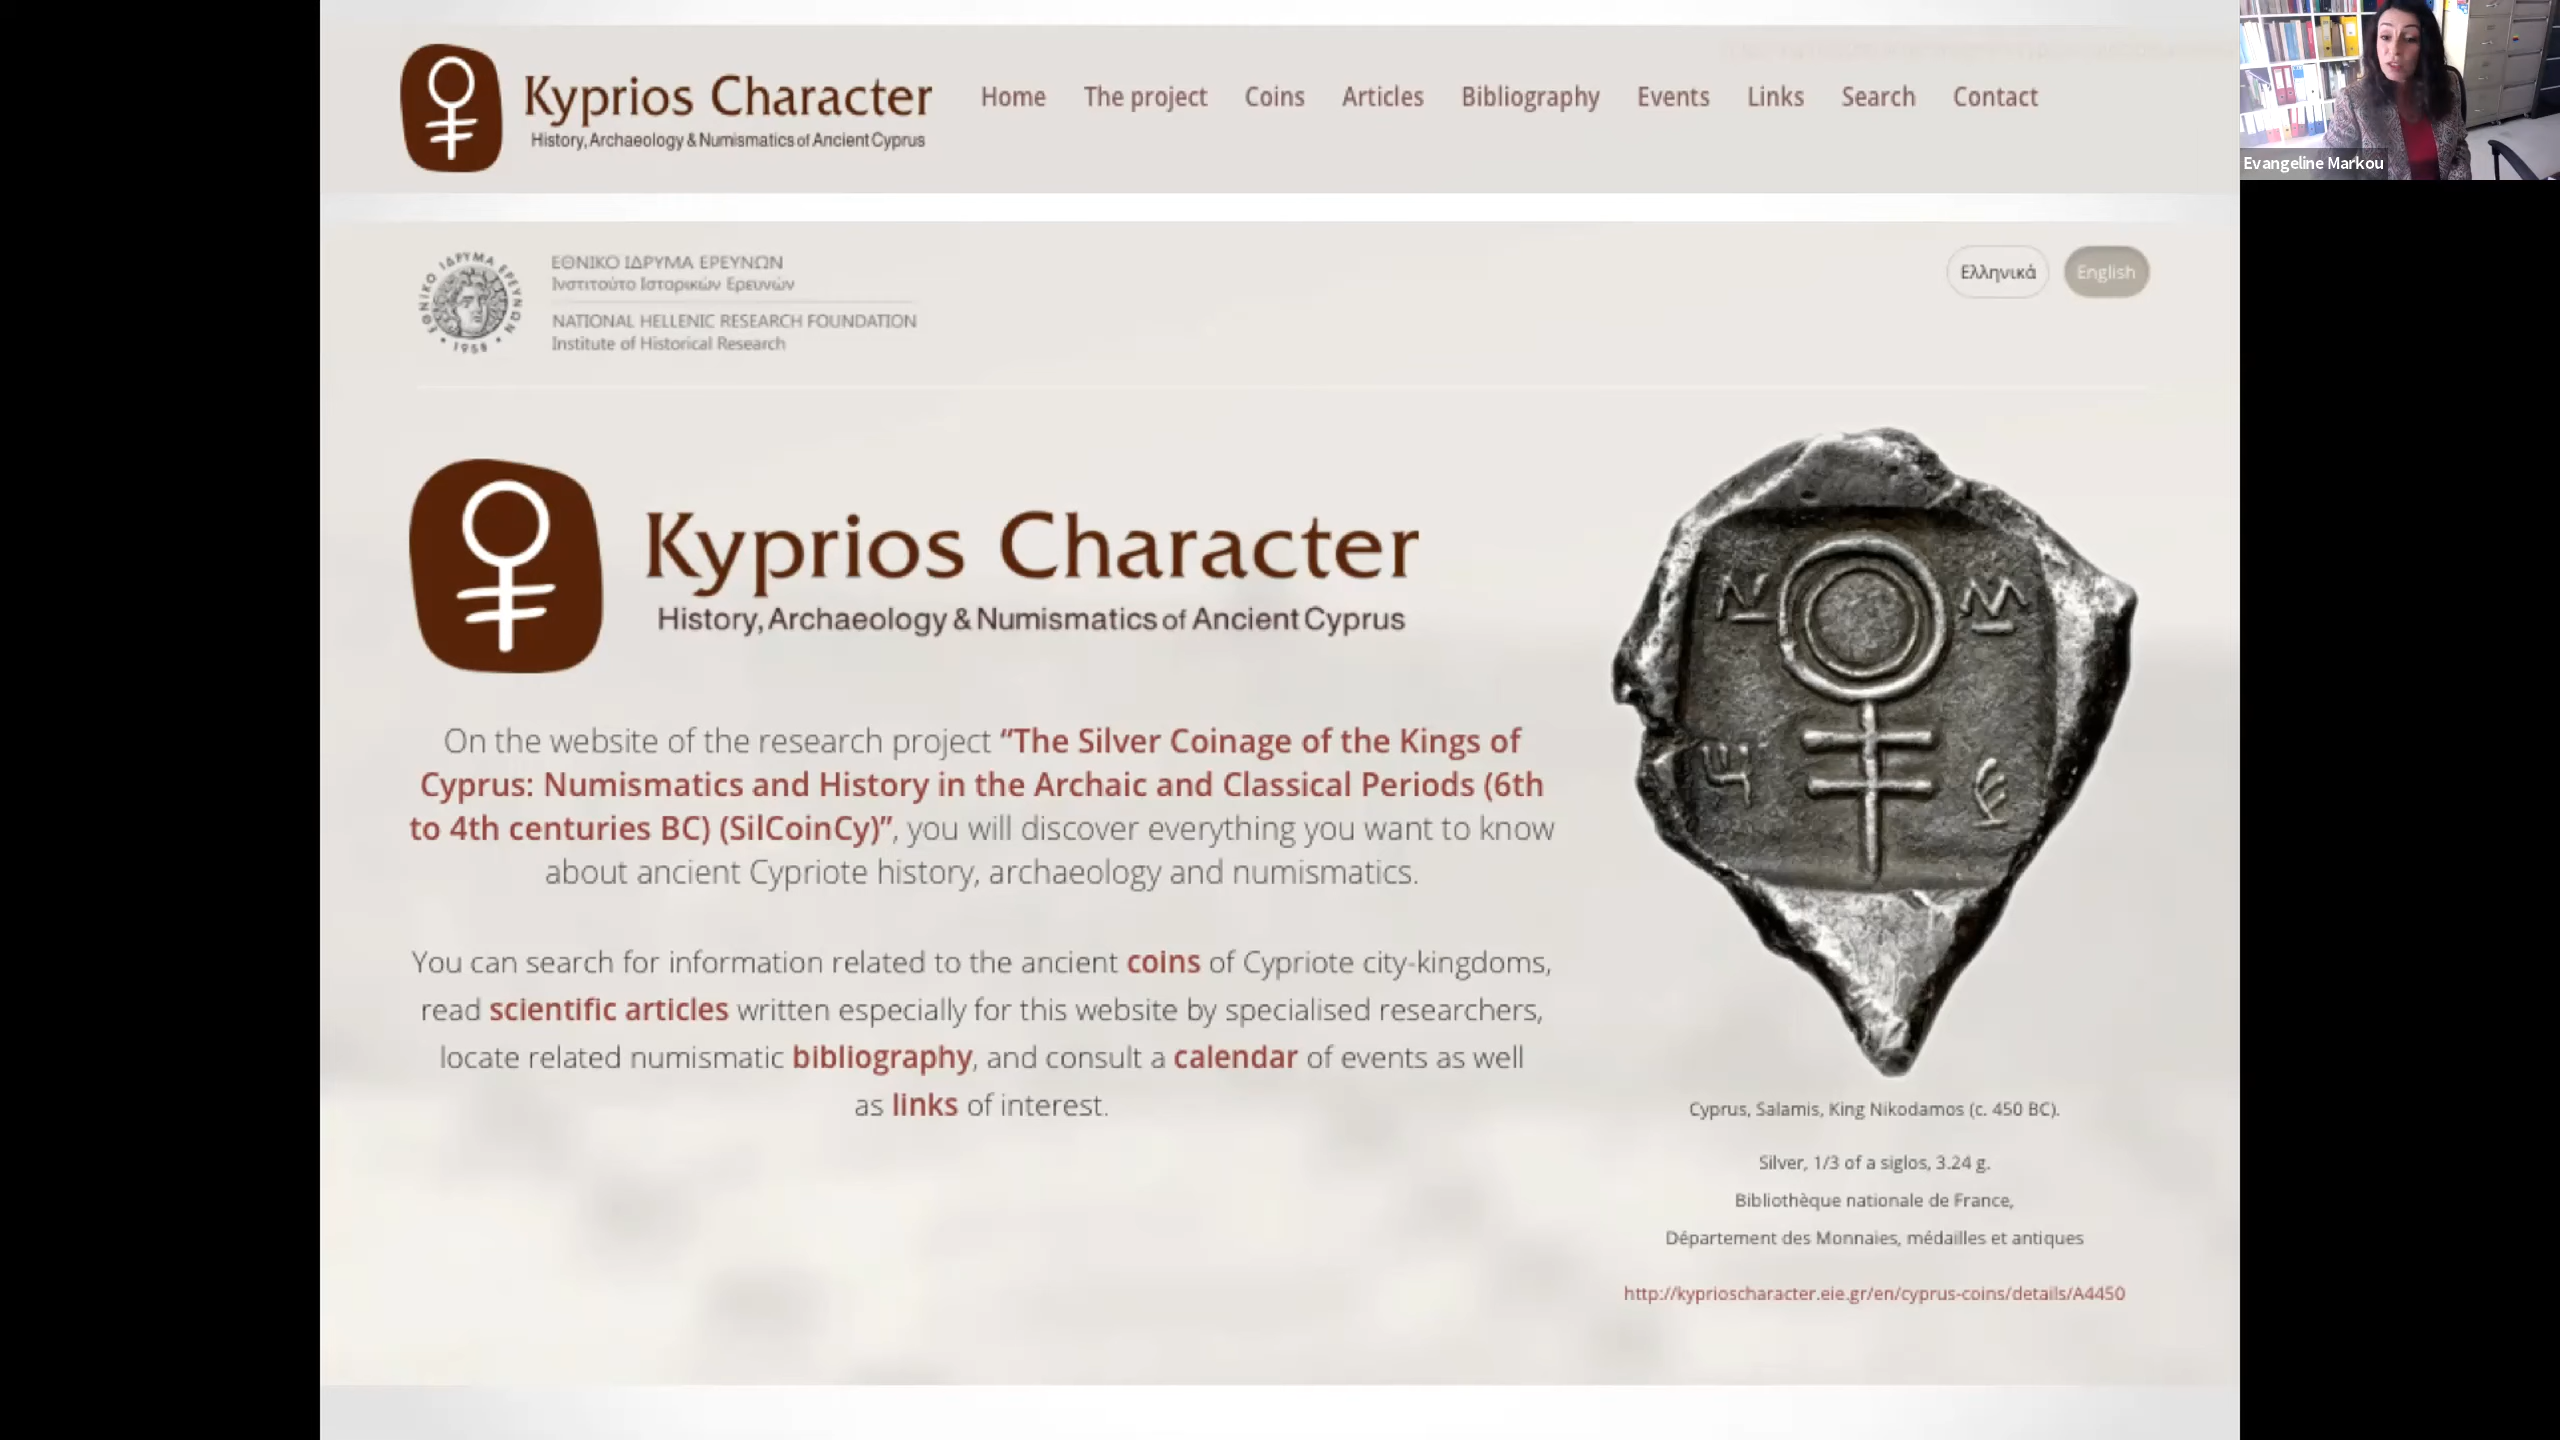 Kyprios Character
History, Archaeology & Numismatics of Ancient Cyprus
Home The project Coins Articles Bibliography Events Links Search Contact
Evangeline Markou
ΕΘΝΙΚΟ ΙΔΡΥΜΑ ΕΡΕΥΝΩΝ
• 1958 •
ΕΘΝΙΚΟ ΙΔΡΥΜΑ ΕΡΕΥΝΩΝ
Ινστιτούτο Ιστορικών Ερευνών
NATIONAL HELLENIC RESEARCH FOUNDATION
Institute of Historical Research
Ελληνικά English
Kyprios Character
History, Archaeology & Numismatics of Ancient Cyprus
On the website of the research project “The Silver Coinage of the Kings of
Cyprus: Numismatics and History in the Archaic and Classical Periods (6th
to 4th centuries BC) (SilCoinCy)”, you will discover everything you want to know
about ancient Cypriote history, archaeology and numismatics.
You can search for information related to the ancient coins of Cypriote city-kingdoms,
read scientific articles written especially for this website by specialised researchers,
locate related numismatic bibliography, and consult a calendar of events as well
as links of interest.
Cyprus, Salamis, King Nikodamos (c. 450 BC).
Silver, 1/3 of a siglos, 3.24 g.
Bibliothèque nationale de France,
Département des Monnaies, médailles et antiques
http://kyprioscharacter.eie.gr/en/cyprus-coins/details/A4450